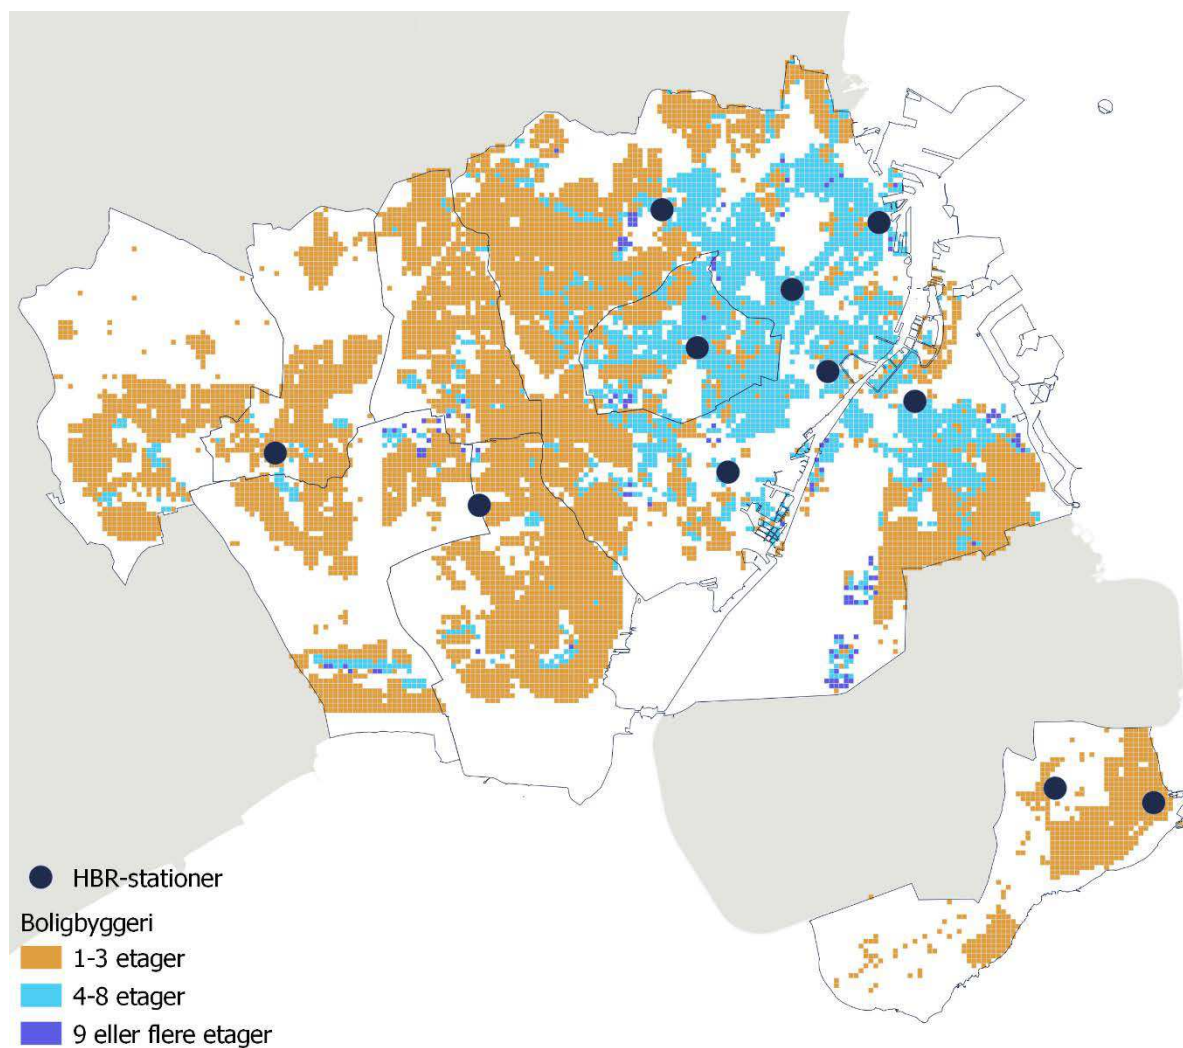 HBR-stationer
Boligbyggeri
1-3 etager
4-8 etager
9 eller flere etager